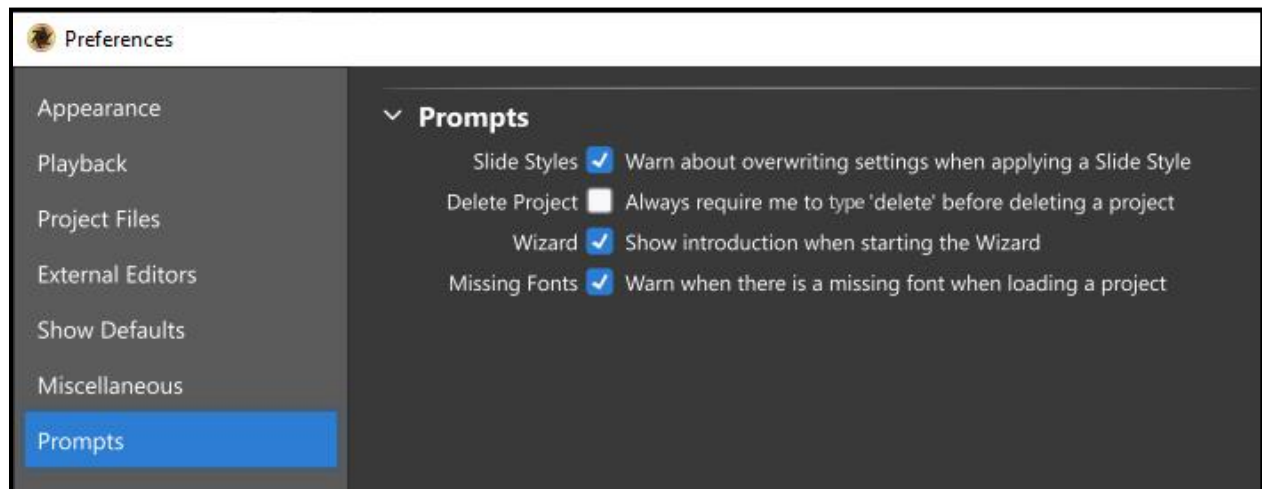 Preferences
Appearance
Playback
Project Files
External Editors
Show Defaults
Miscellaneous
Prompts
Prompts
Slide Styles Warn about overwriting settings when applying a Slide Style
Delete Project Always require me to type 'delete' before deleting a project
Wizard Show introduction when starting the Wizard
Missing Fonts Warn when there is a missing font when loading a project